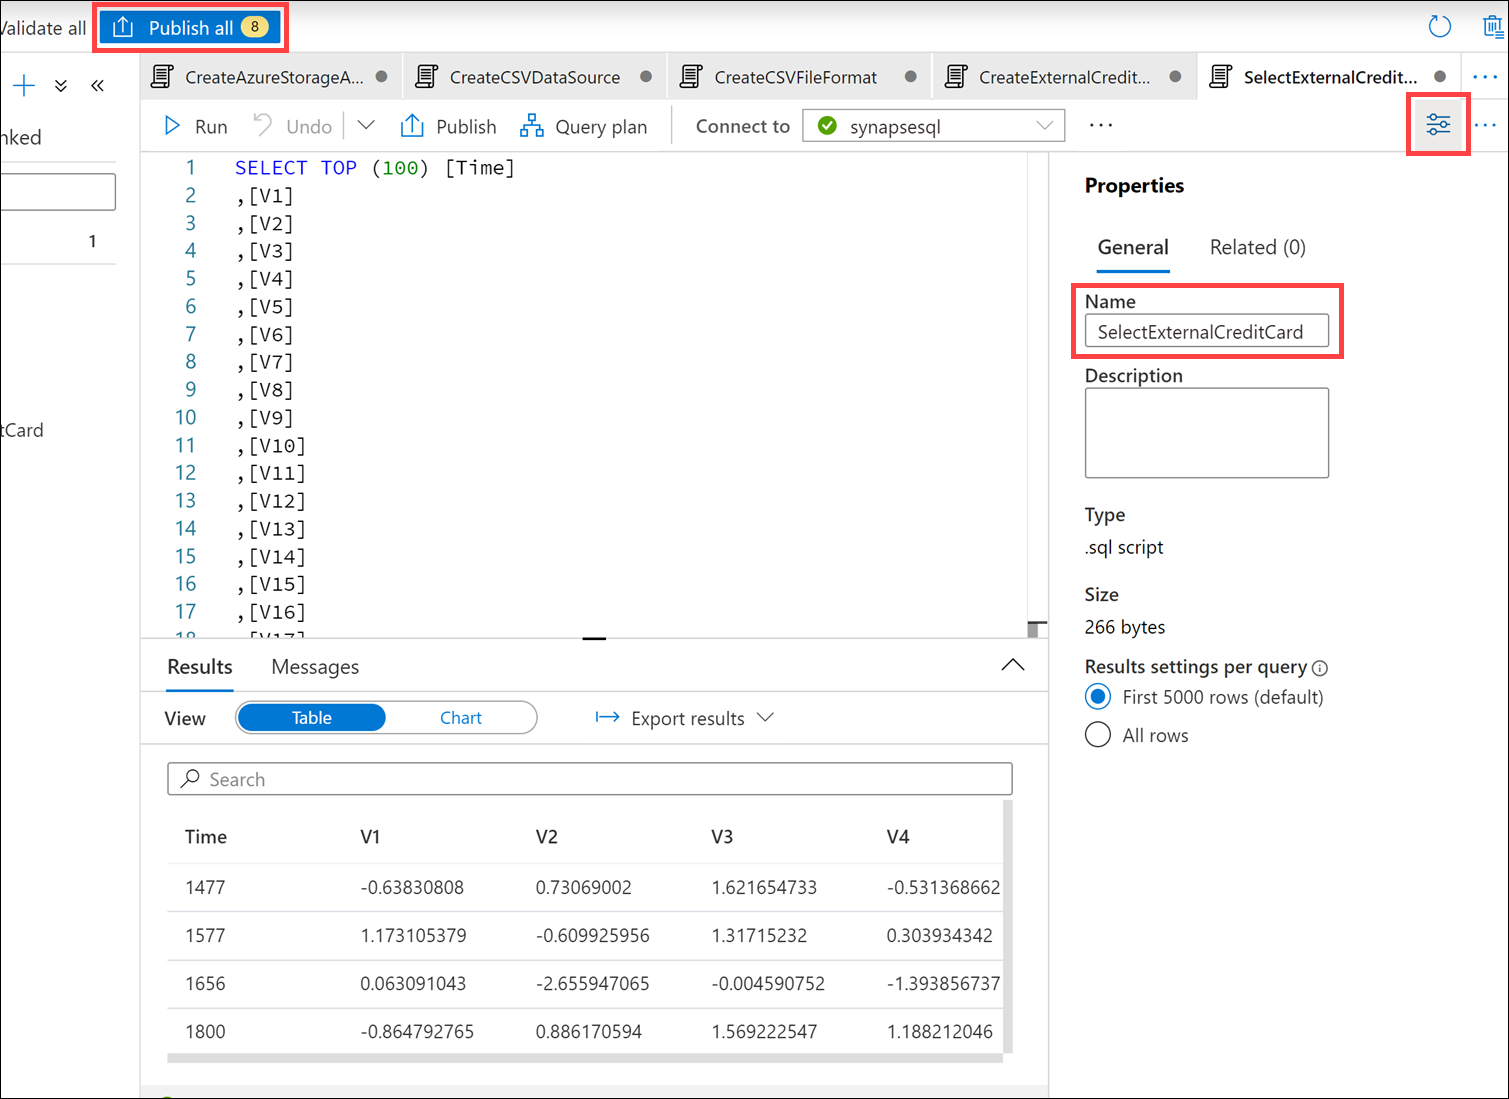 Validate all
Publish all 8
CreateAzureStorageA...
CreateCSVDataSource
CreateCSVFileFormat
CreateExternalCredit...
SelectExternalCredit...
nked
Run
Undo
Publish
Query plan
Connect to
synapsesql
1
tCard
1 SELECT TOP (100) [Time]
2 ,[V1]
3 ,[V2]
4 ,[V3]
5 ,[V4]
6 ,[V5]
7 ,[V6]
8 ,[V7]
9 ,[V8]
10 ,[V9]
11 ,[V10]
12 ,[V11]
13 ,[V12]
14 ,[V13]
15 ,[V14]
16 ,[V15]
17 ,[V16]
18 ,[V17]
Properties
General
Related (0)
Name
SelectExternalCreditCard
Description
Type
.sql script
Size
266 bytes
Results settings per query
First 5000 rows (default)
All rows
Results
Messages
View
Table
Chart
Export results
Search
Time V1 V2 V3 V4
1477 -0.63830808 0.73069002 1.621654733 -0.531368662
1577 1.173105379 -0.609925956 1.31715232 0.303934342
1656 0.063091043 -2.655947065 -0.004590752 -1.393856737
1800 -0.864792765 0.886170594 1.569222547 1.188212046